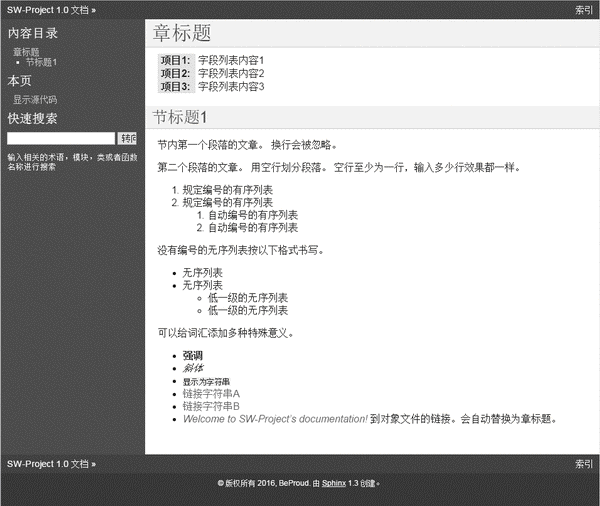 SW-Project 1.0 文档 »
索引
内容目录
章标题
节标题1
本页
显示源代码
快速搜索
转向
输入相关的术语，模块，类或者函数
名称进行搜索
章标题
项目1: 字段列表内容1
项目2: 字段列表内容2
项目3: 字段列表内容3
节标题1
节内第一个段落的文章。 换行会被忽略。
第二个段落的文章。 用空行划分段落。 空行至少为一行，输入多少行效果都一样。
1. 规定编号的有序列表
2. 规定编号的有序列表
1. 自动编号的有序列表
2. 自动编号的有序列表
没有编号的无序列表按以下格式书写。
• 无序列表
• 无序列表
◦ 低一级的无序列表
◦ 低一级的无序列表
可以给词汇添加多种特殊意义。
• 强调
• 斜体
• 显示为字符串
• 链接字符串A
• 链接字符串B
• Welcome to SW-Project's documentation! 到对象文件的链接。会自动替换为章标题。
SW-Project 1.0 文档 »
索引
© 版权所有 2016, BeProud. 由 Sphinx 1.3 创建。